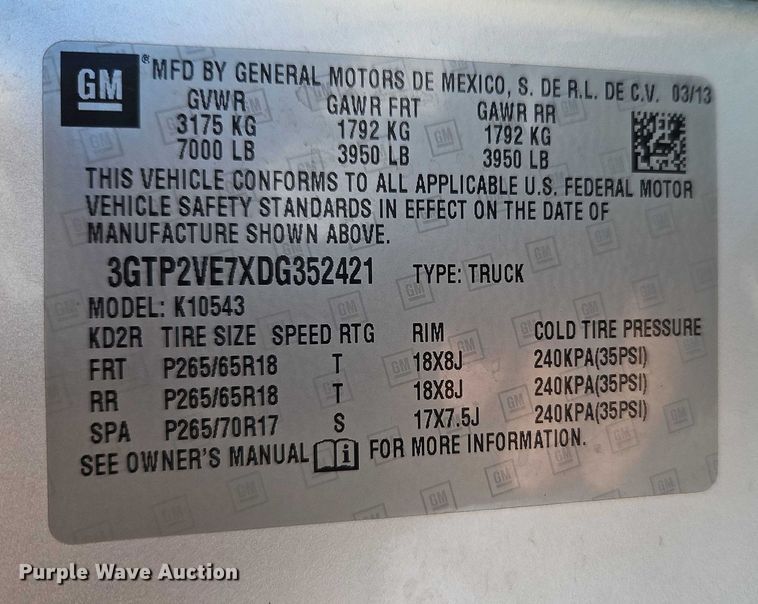 GM
® MFD BY GENERAL MOTORS DE MEXICO, S. DE R.L. DE C.V. 03/13
GVWR GAWR FRT GAWR RR
3175 KG 1792 KG 1792 KG
7000 LB 3950 LB 3950 LB
THIS VEHICLE CONFORMS TO ALL APPLICABLE U.S. FEDERAL MOTOR
VEHICLE SAFETY STANDARDS IN EFFECT ON THE DATE OF
MANUFACTURE SHOWN ABOVE.
3GTP2VE7XDG352421 TYPE: TRUCK
MODEL: K10543
KD2R TIRE SIZE SPEED RTG RIM COLD TIRE PRESSURE
FRT P265/65R18 T 18X8J 240KPA(35PSI)
RR P265/65R18 T 18X8J 240KPA(35PSI)
SPA P265/70R17 S 17X7.5J 240KPA(35PSI)
SEE OWNER'S MANUAL i FOR MORE INFORMATION.
Purple Wave Auction